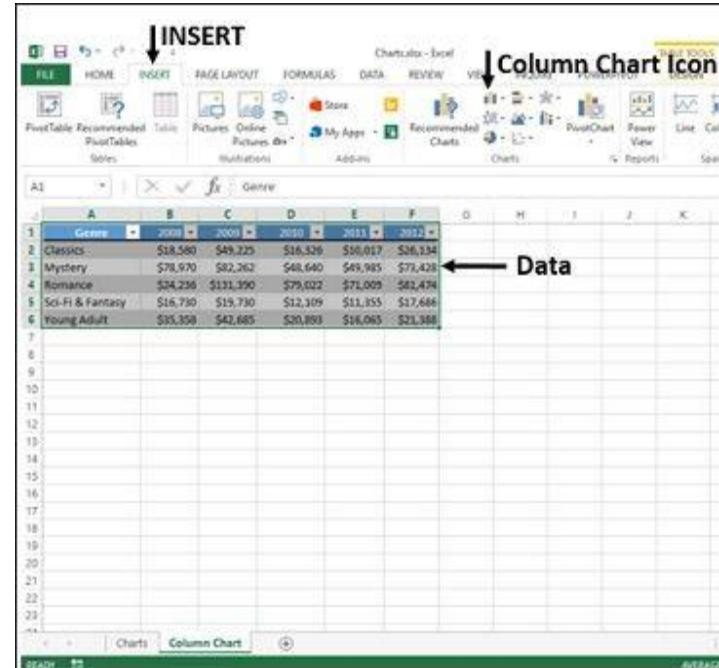 INSERT
Charts.xlsx - Excel
TABLE TOOLS
Column Chart Icon
FILE HOME INSERT PAGE LAYOUT FORMULAS DATA REVIEW
PivotTable Recommended PivotTables Table Pictures Online Pictures Store My Apps Recommended Charts PivotChart Power View Line
Tables Illustrations Add-ins Charts Reports
A1 fx Genre
A B C D E F G H I J K
1 Genre 2008 2009 2010 2011 2012
2 Classics $18,580 $49,225 $16,326 $10,017 $26,134
3 Mystery $78,970 $82,262 $48,640 $49,985 $73,428 Data
4 Romance $24,236 $131,390 $79,022 $71,009 $81,474
5 Sci-Fi & Fantasy $16,730 $19,730 $12,109 $11,355 $17,686
6 Young Adult $35,358 $42,685 $20,893 $16,065 $21,388
7
8
9
10
11
12
13
14
15
16
17
18
19
20
21
22
23
Charts Column Chart
READY